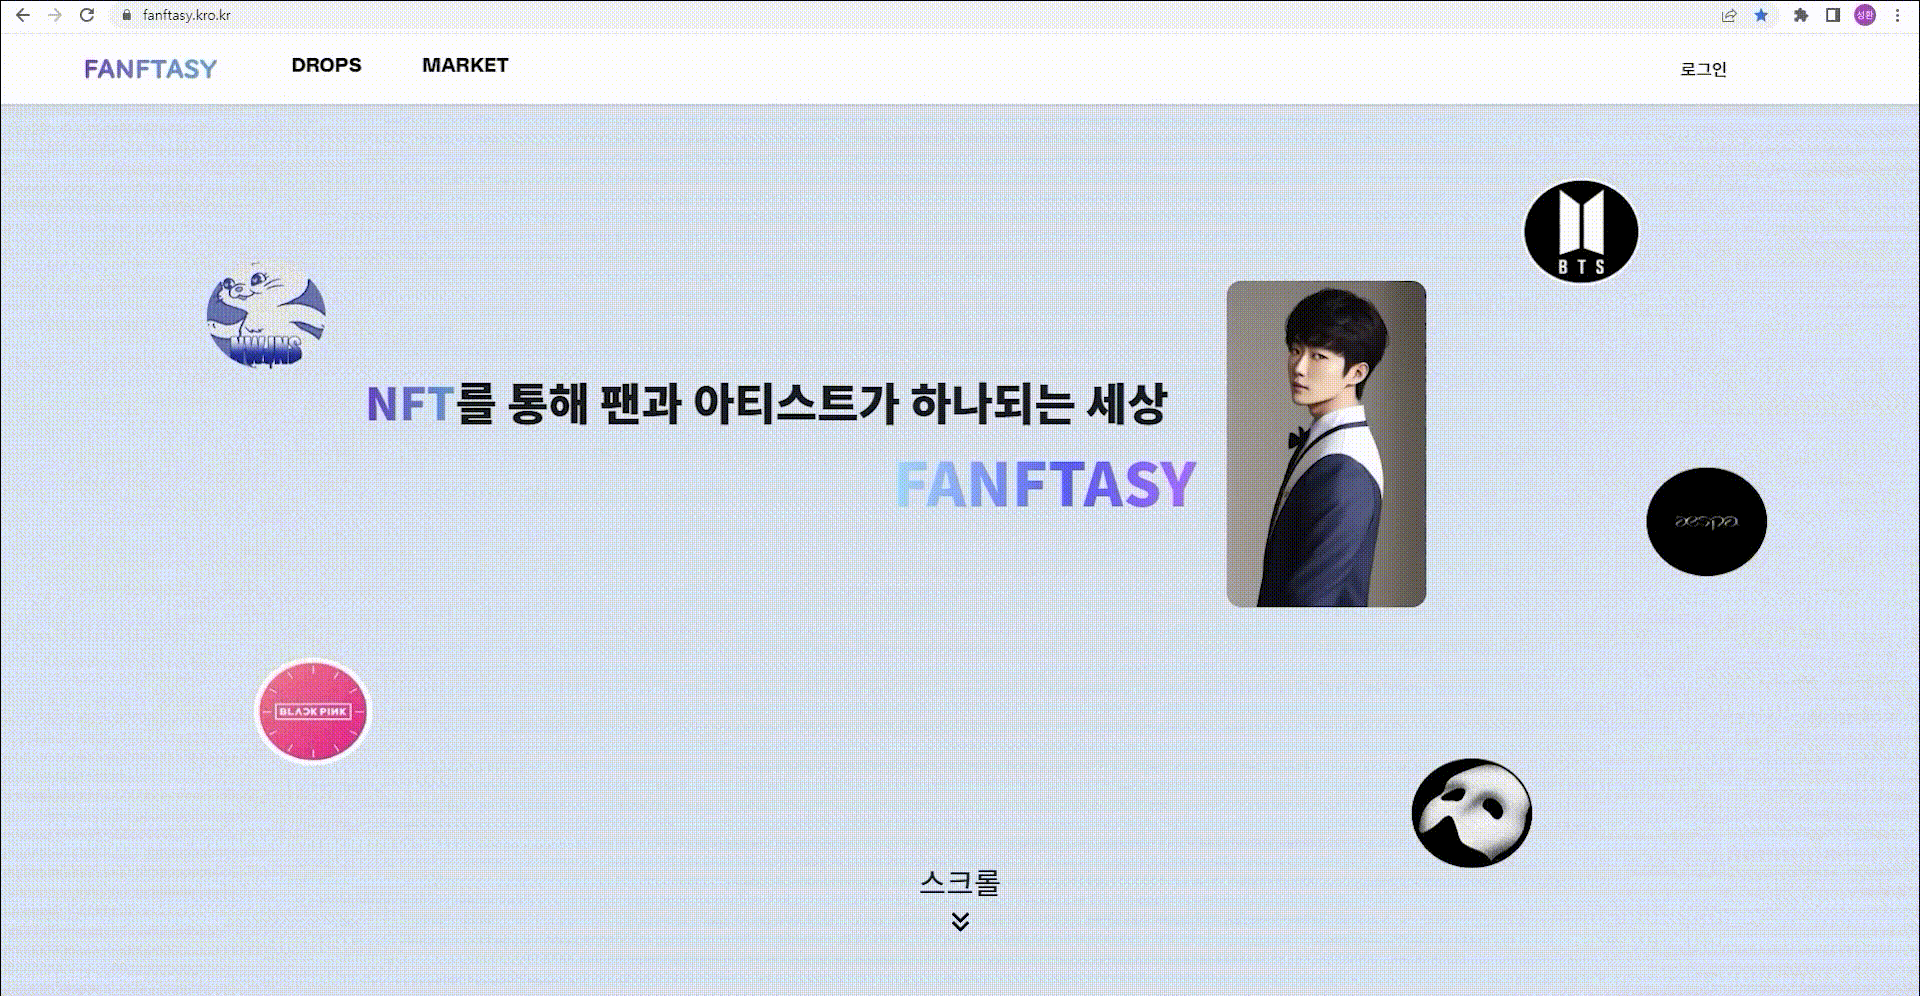 fanftasy.kro.kr
성환
FANFTASY
DROPS
MARKET
로그인
BTS
NWJNS
NFT를 통해 팬과 아티스트가 하나되는 세상
FANFTASY
aespa
BLACKPINK
스크롤